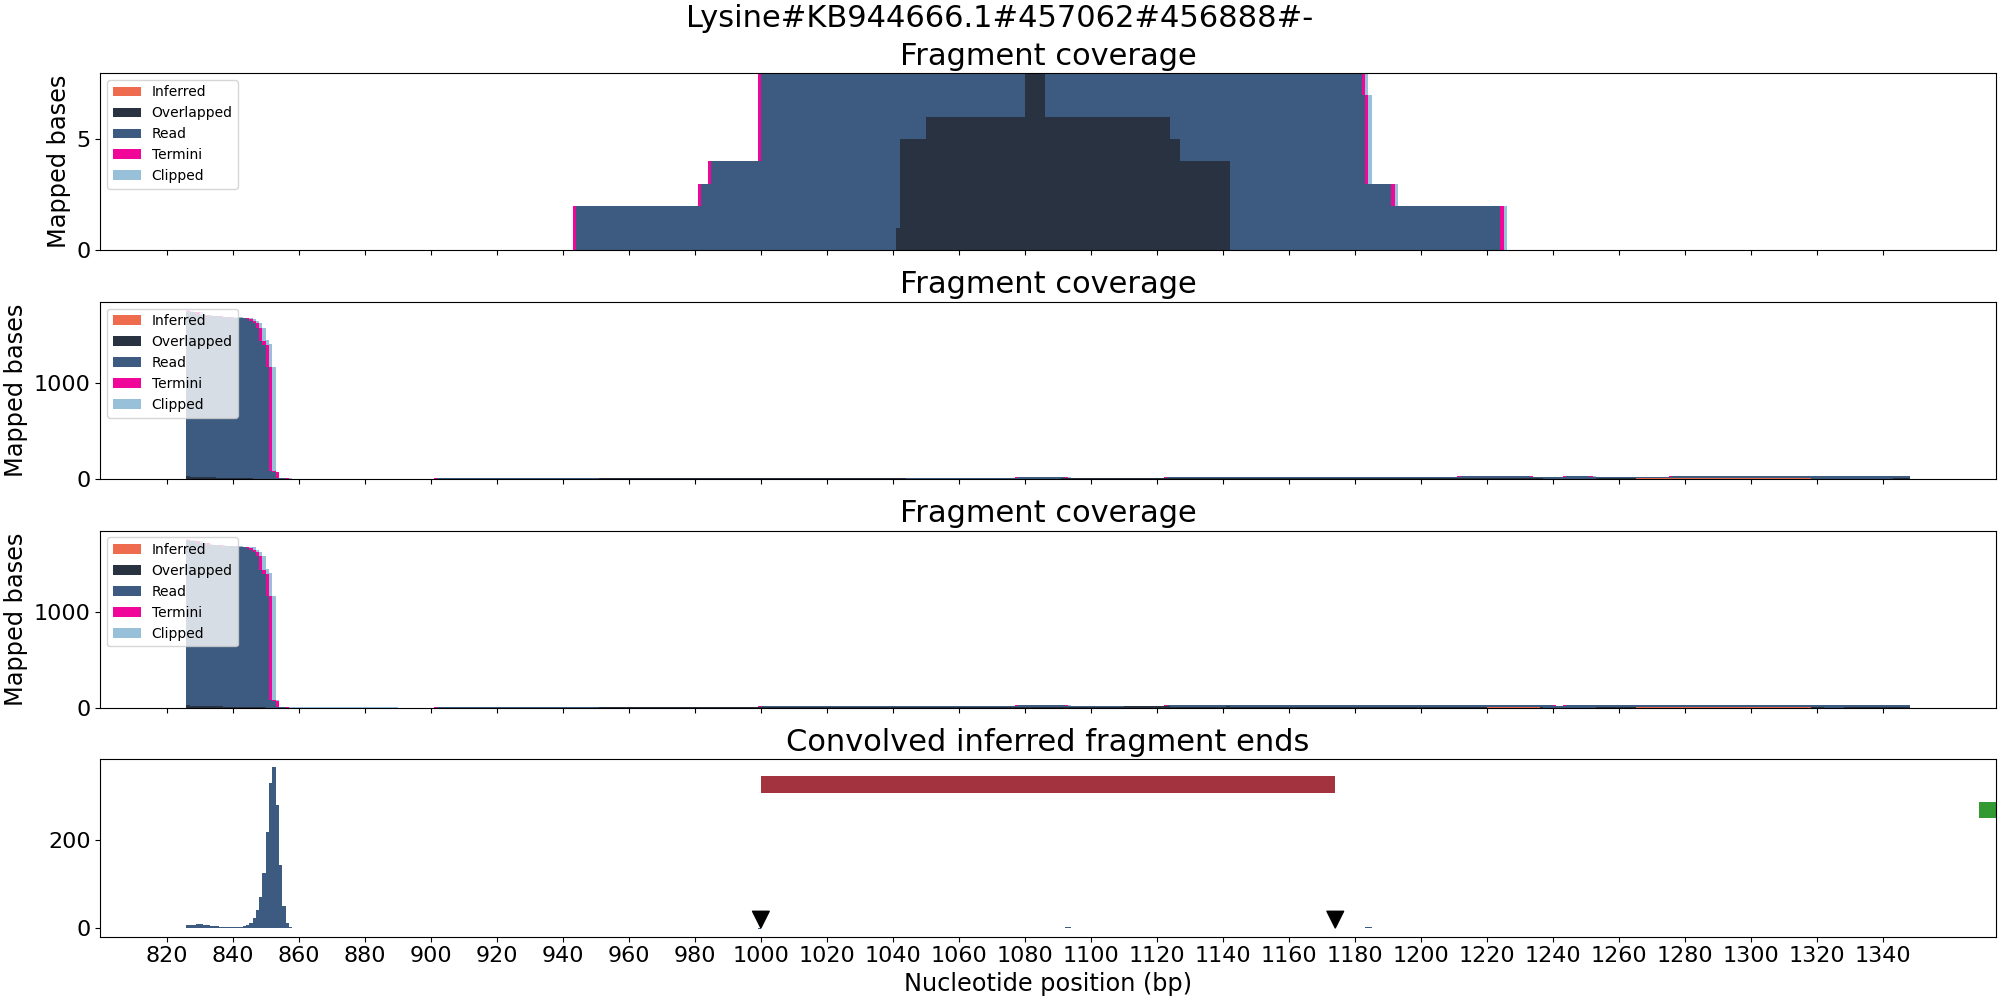 Lysine#KB944666.1#457062#456888#-
Fragment coverage
Mapped bases
5
0
Inferred
Overlapped
Read
Termini
Clipped
Fragment coverage
Mapped bases
1000
0
Inferred
Overlapped
Read
Termini
Clipped
Fragment coverage
Mapped bases
1000
0
Inferred
Overlapped
Read
Termini
Clipped
Convolved inferred fragment ends
200
0
820 840 860 880 900 920 940 960 980 1000 1020 1040 1060 1080 1100 1120 1140 1160 1180 1200 1220 1240 1260 1280 1300 1320 1340
Nucleotide position (bp)